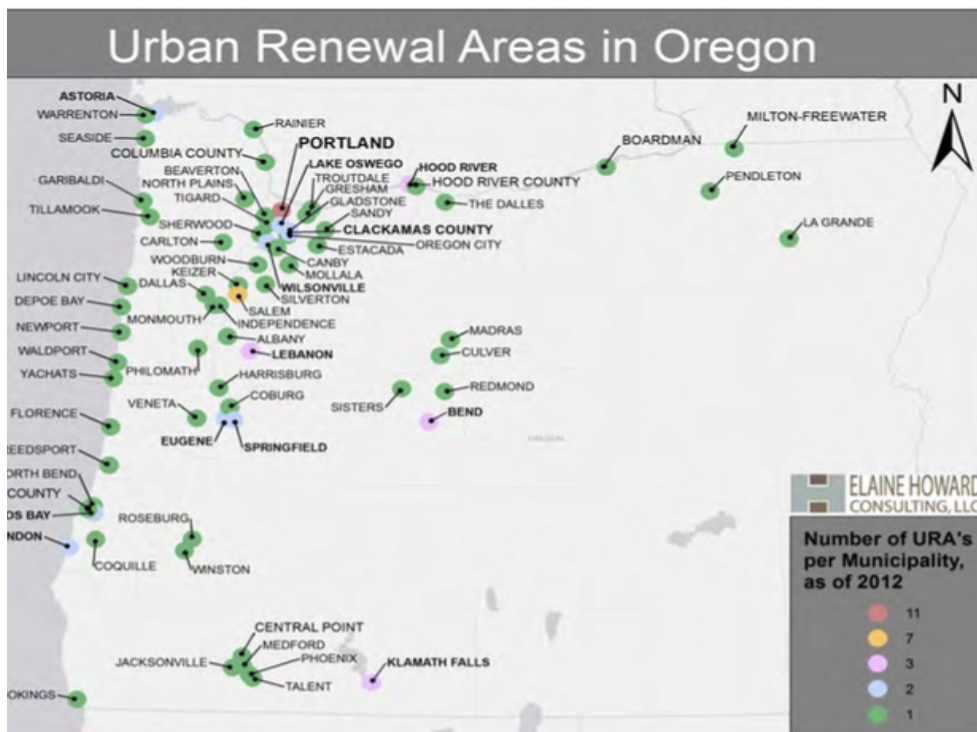 Urban Renewal Areas in Oregon
N
ASTORIA
WARRENTON
SEASIDE
RAINIER
PORTLAND
COLUMBIA COUNTY
LAKE OSWEGO
BEAVERTON
TROUTDALE
NORTH PLAINS
GRESHAM
TIGARD
GLADSTONE
GARIBALDI
TILLAMOOK
SANDY
SHERWOOD
CLACKAMAS COUNTY
CARLTON
OREGON CITY
ESTACADA
WOODBURN
CANBY
KEIZER
MOLLALA
HOOD RIVER
HOOD RIVER COUNTY
THE DALLES
BOARDMAN
MILTON-FREEWATER
PENDLETON
LA GRANDE
LINCOLN CITY
DALLAS
WILSONVILLE
SILVERTON
DEPOE BAY
SALEM
MONMOUTH
INDEPENDENCE
NEWPORT
ALBANY
MADRAS
WALDPORT
LEBANON
CULVER
PHILOMATH
YACHATS
HARRISBURG
REDMOND
COBURG
SISTERS
VENETA
BEND
FLORENCE
EUGENE
SPRINGFIELD
OREGON
REEDSPORT
ORTH BEND
COUNTY
OS BAY
ROSEBURG
NDON
COQUILLE
WINSTON
CENTRAL POINT
MEDFORD
JACKSONVILLE
PHOENIX
KLAMATH FALLS
TALENT
OKINGS
ELAINE HOWARD
CONSULTING, LLC
Number of URA's
per Municipality,
as of 2012
11
7
3
2
1